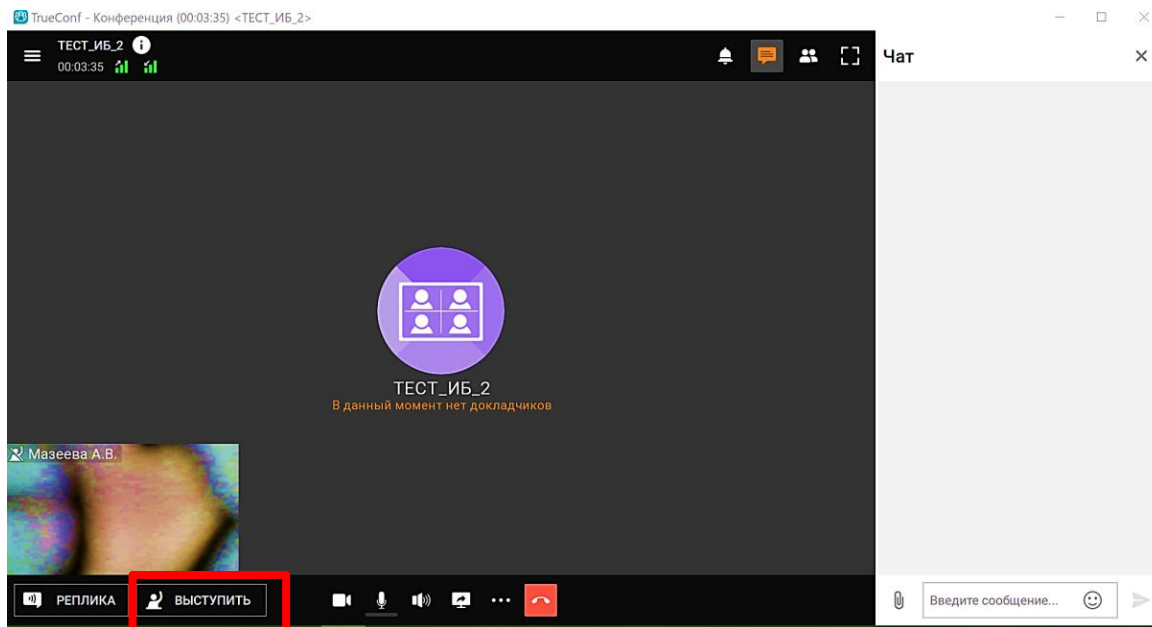 TrueConf - Конференция (00:03:35) <ТЕСТ_ИБ_2>
ТЕСТ_ИБ_2
00:03:35
Чат
ТЕСТ_ИБ_2
В данный момент нет докладчиков
Мазеева А.В.
РЕПЛИКА
ВЫСТУПИТЬ
Введите сообщение...